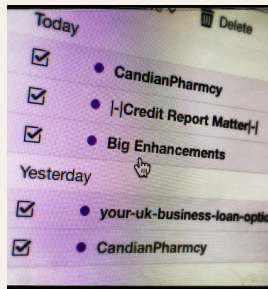 Today
Delete
CandianPharmcy
|-|Credit Report Matter|-|
Big Enhancements
Yesterday
your-uk-business-loan-optio
CandianPharmcy